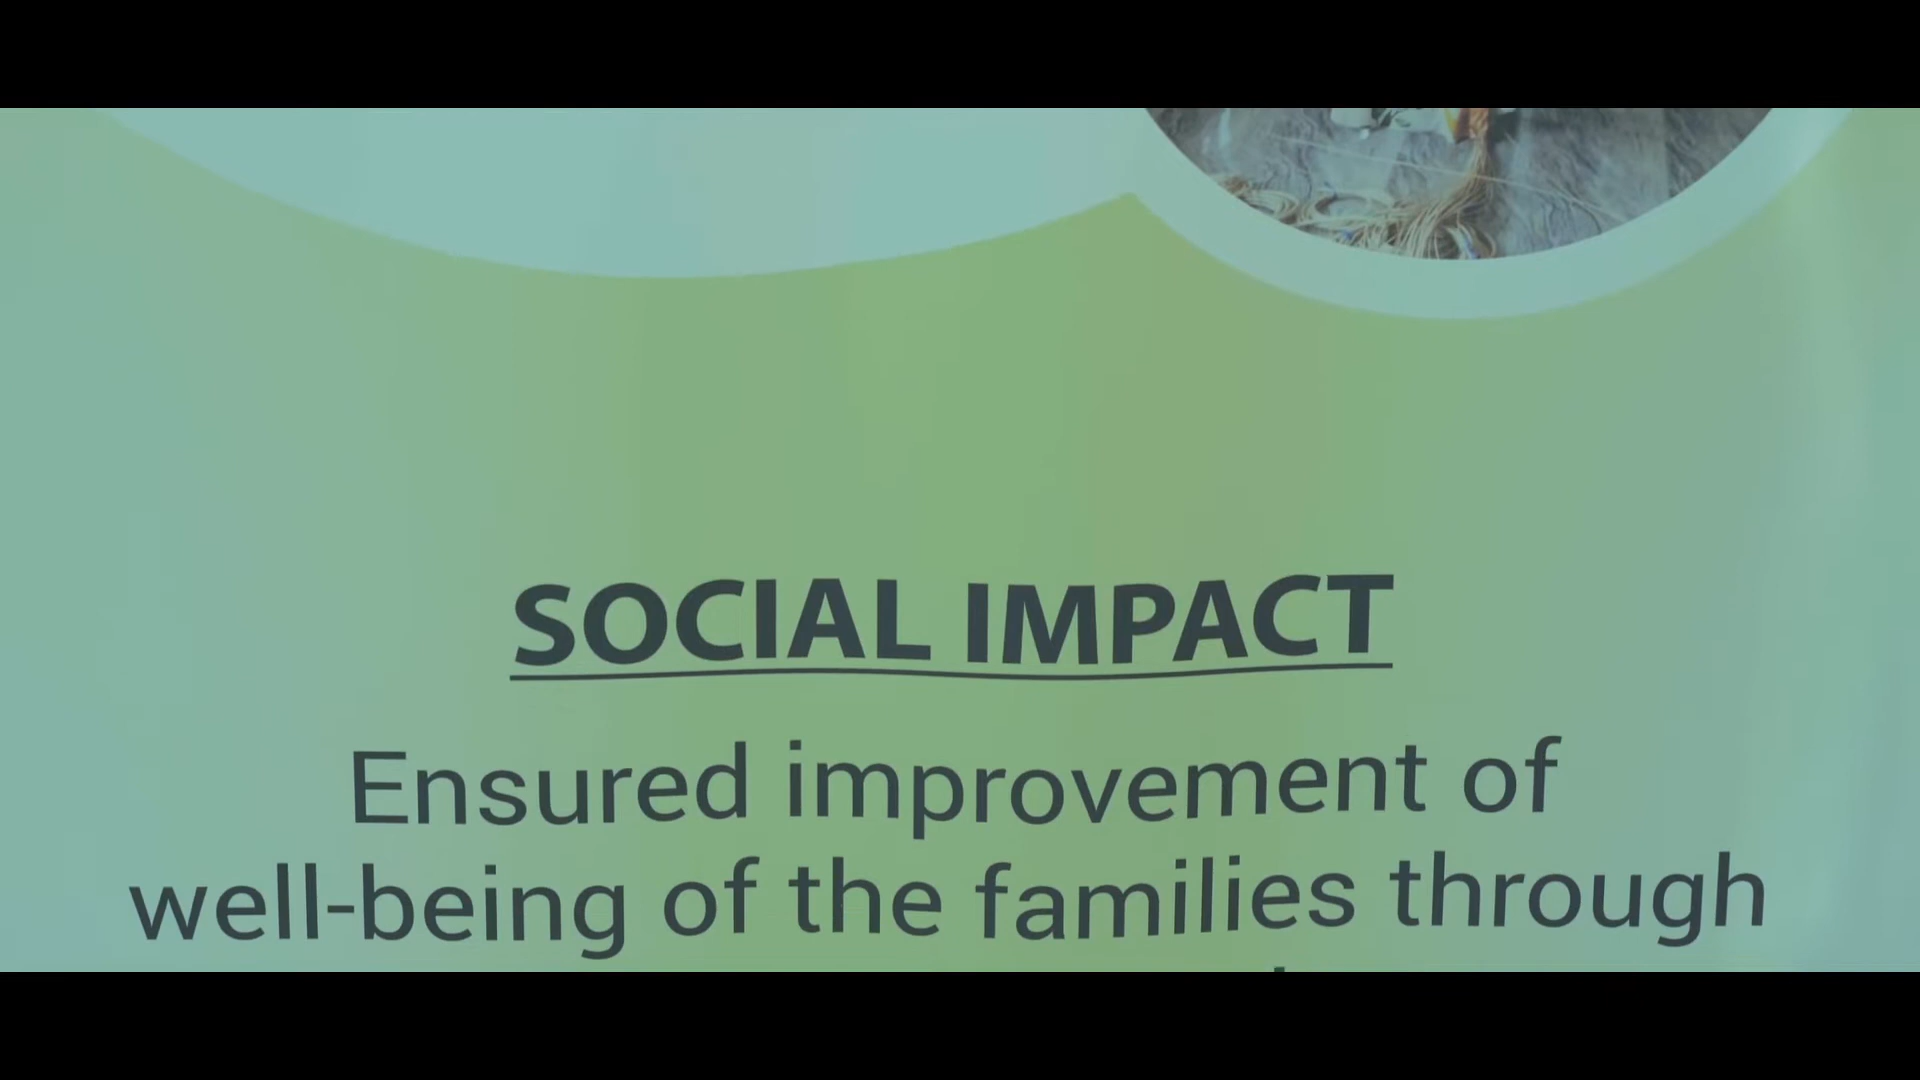 SOCIAL IMPACT
Ensured improvement of
well-being of the families through